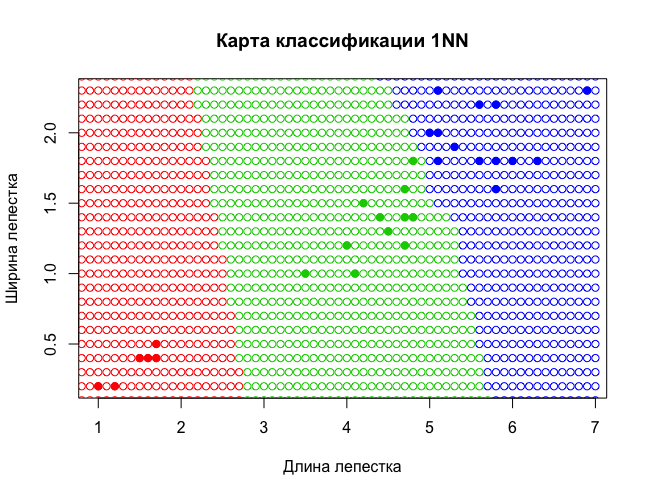 Карта классификации 1NN
Ширина лепестка
2.0
1.5
1.0
0.5
1 2 3 4 5 6 7
Длина лепестка